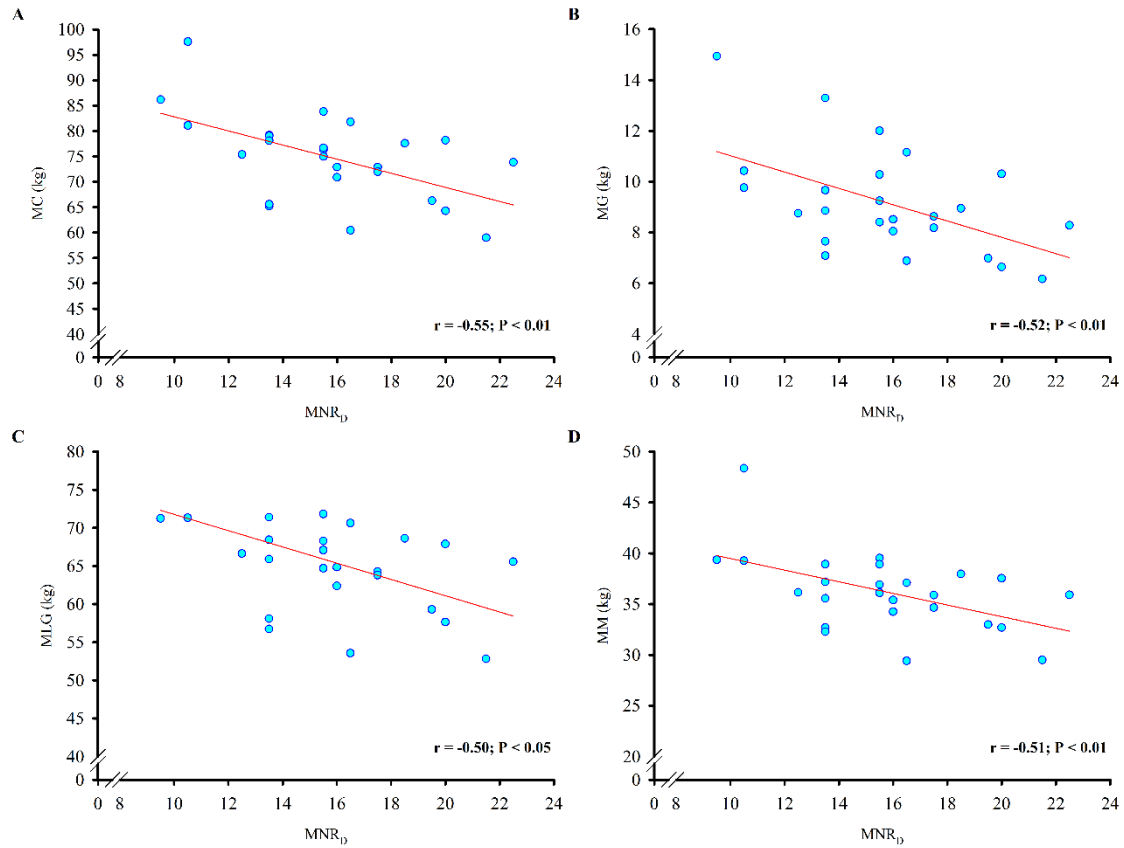 A
MC (kg)
100
95
90
85
80
75
70
65
60
55
50
45
40
0
r = -0.55; P < 0.01
0 8 10 12 14 16 18 20 22 24
MNR_D
B
MG (kg)
16
14
12
10
8
6
4
0
r = -0.52; P < 0.01
0 8 10 12 14 16 18 20 22 24
MNR_D
C
MLG (kg)
80
75
70
65
60
55
50
45
40
0
r = -0.50; P < 0.05
0 8 10 12 14 16 18 20 22 24
MNR_D
D
MM (kg)
50
45
40
35
30
25
20
0
r = -0.51; P < 0.01
0 8 10 12 14 16 18 20 22 24
MNR_D